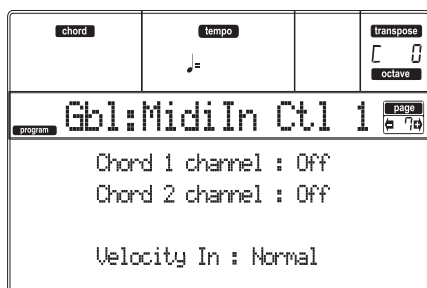 chord tempo transpose
♩= C 0
octave
program Gbl:MidiIn Ctl 1 page
7
Chord 1 channel : Off
Chord 2 channel : Off
Velocity In : Normal